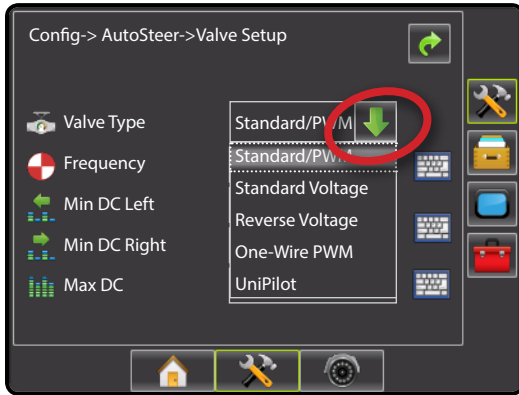 Config-> AutoSteer->Valve Setup
Valve Type
Standard/PWM
Standard/PWM
Frequency
Standard Voltage
Min DC Left
Reverse Voltage
Min DC Right
One-Wire PWM
Max DC
UniPilot